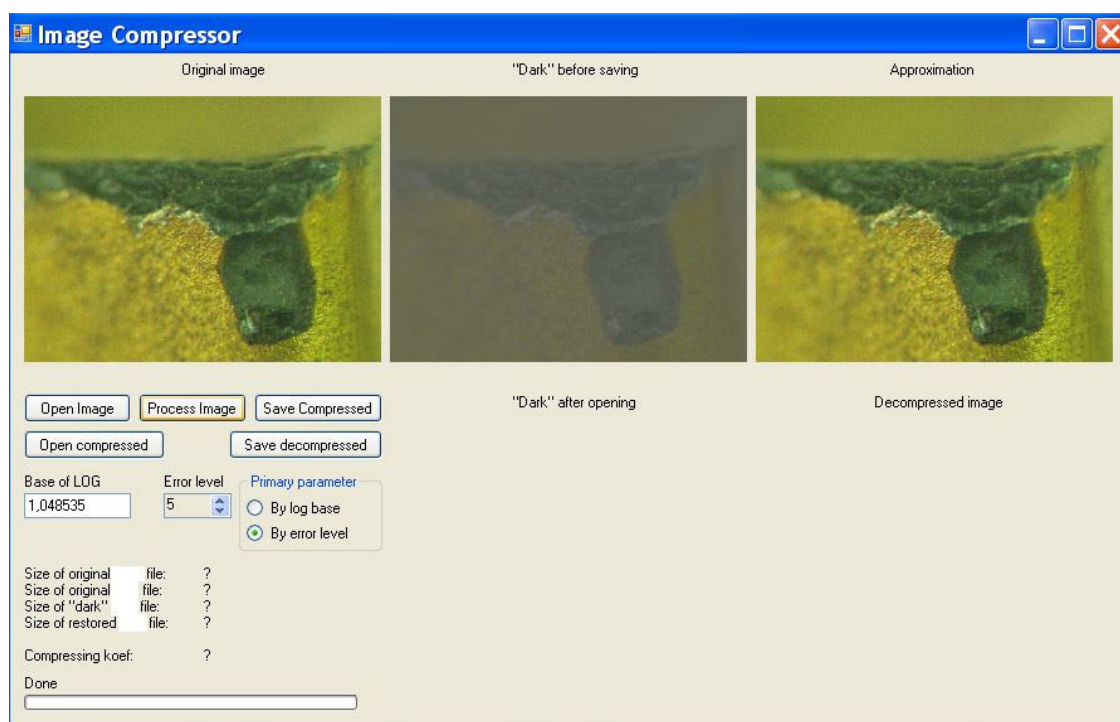 Image Compressor
Original image
"Dark" before saving
Approximation
Open Image
Process Image
Save Compressed
"Dark" after opening
Decompressed image
Open compressed
Save decompressed
Base of LOG
Error level
Primary parameter
1,048535
5
By log base
By error level
Size of original file: ?
Size of original file: ?
Size of "dark" file: ?
Size of restored file: ?
Compressing koef: ?
Done